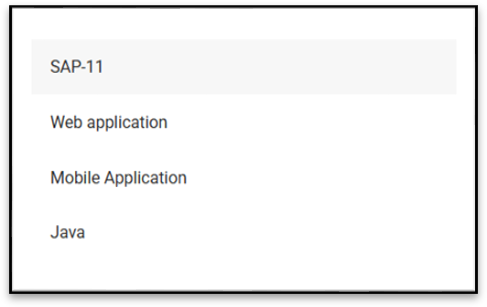 SAP-11
Web application
Mobile Application
Java